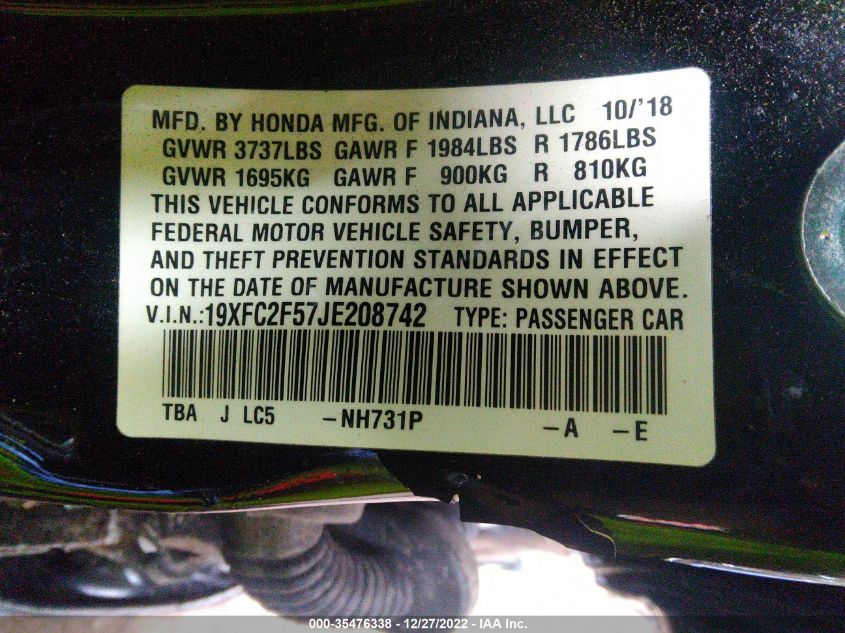 MFD. BY HONDA MFG. OF INDIANA, LLC 10/'18
GVWR 3737LBS GAWR F 1984LBS R 1786LBS
GVWR 1695KG GAWR F 900KG R 810KG
THIS VEHICLE CONFORMS TO ALL APPLICABLE
FEDERAL MOTOR VEHICLE SAFETY, BUMPER,
AND THEFT PREVENTION STANDARDS IN EFFECT
ON THE DATE OF MANUFACTURE SHOWN ABOVE.
V.I.N.:19XFC2F57JE208742 TYPE: PASSENGER CAR
TBA J LC5 -NH731P -A -E
000-35476338 - 12/27/2022 - IAA Inc.